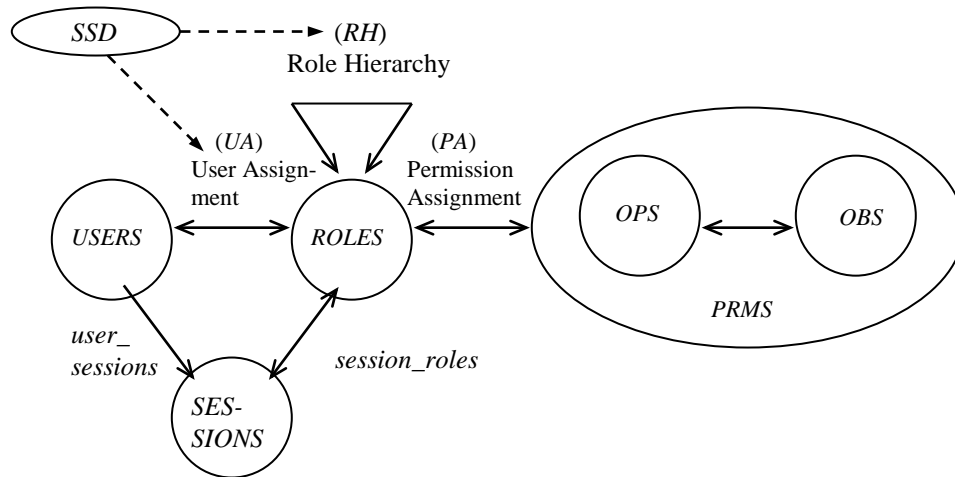 SSD
(RH)
Role Hierarchy
(UA)
User Assign-
ment
(PA)
Permission
Assignment
USERS
ROLES
OPS
OBS
PRMS
user_
sessions
session_roles
SES-
SIONS